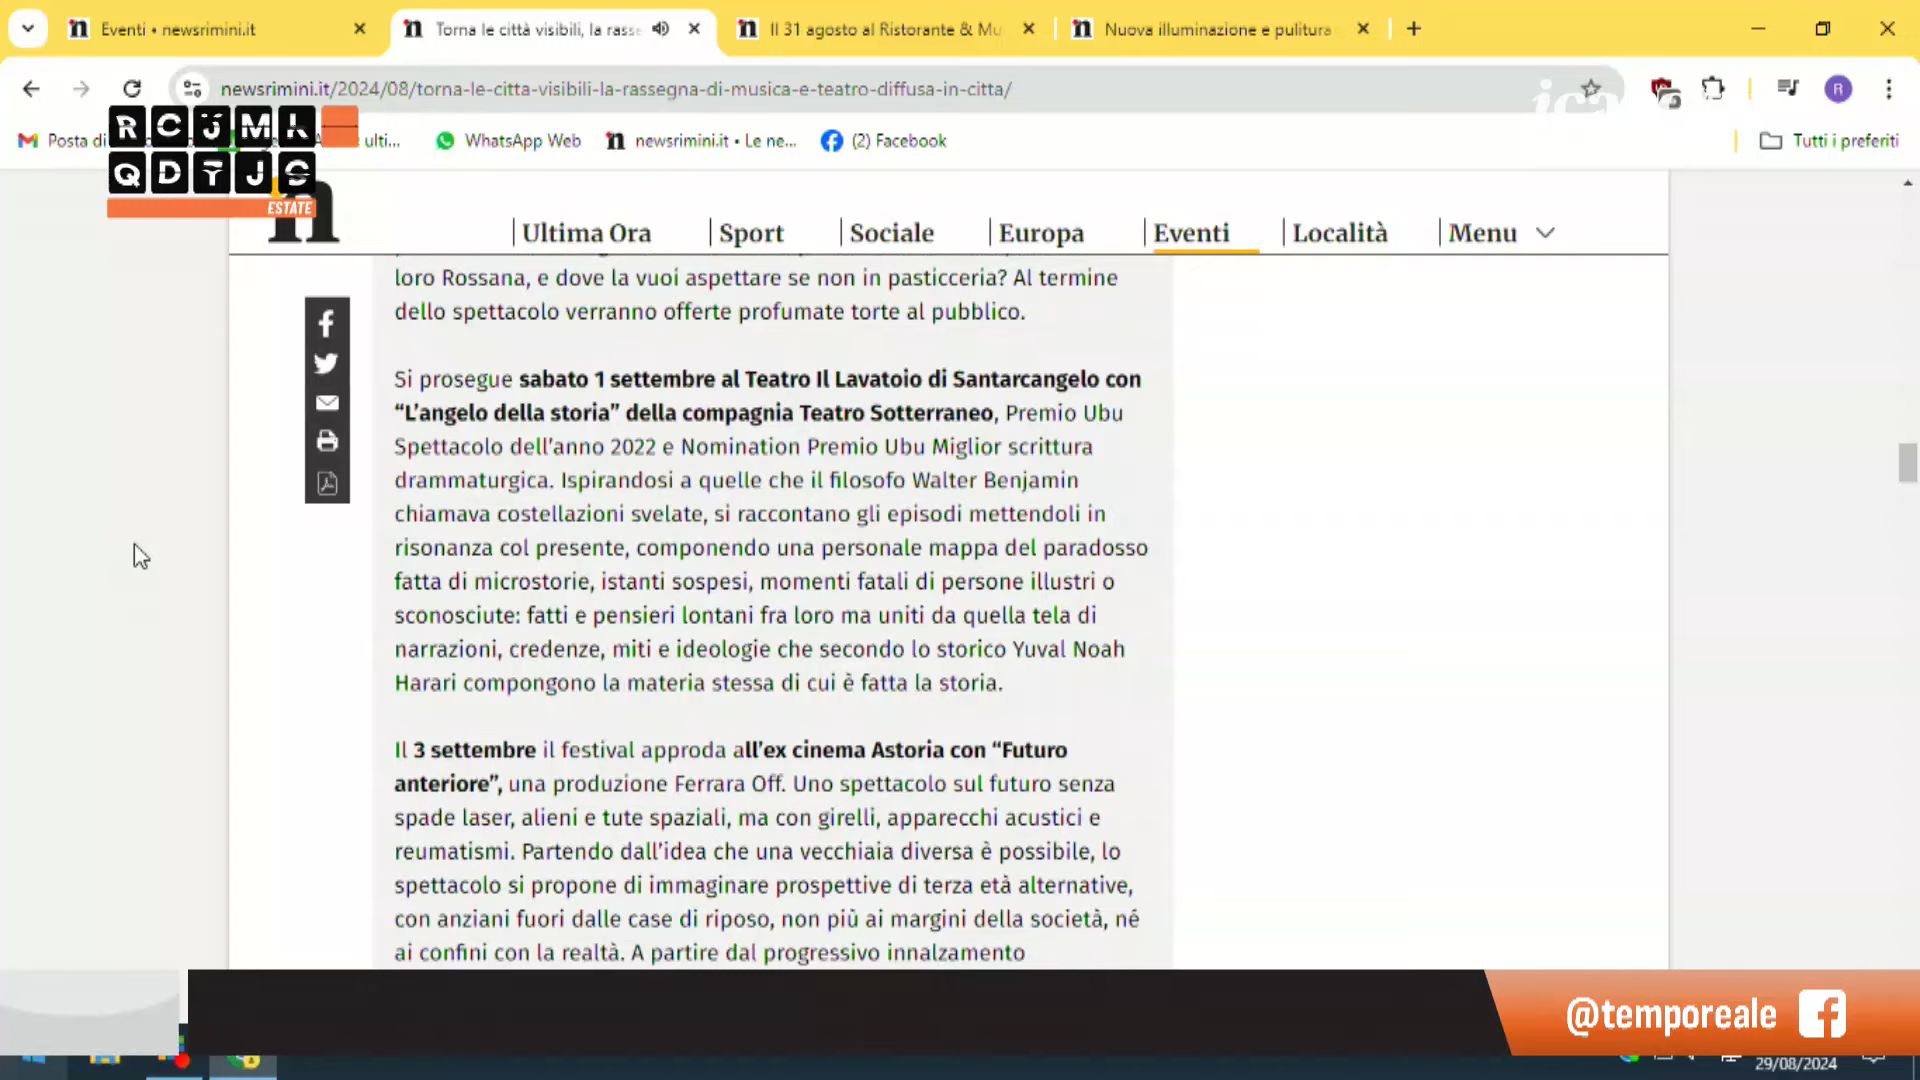 Eventi • newsrimini.it
Torna le città visibili, la rasse
Il 31 agosto al Ristorante & Mu
Nuova illuminazione e pulitura
newsrimini.it/2024/08/torna-le-citta-visibili-la-rassegna-di-musica-e-teatro-diffusa-in-citta/
R
Posta di
ulti...
WhatsApp Web
newsrimini.it • Le ne...
(2) Facebook
Tutti i preferiti
ESTATE
n
Ultima Ora
Sport
Sociale
Europa
Eventi
Località
Menu
loro Rossana, e dove la vuoi aspettare se non in pasticceria? Al termine
dello spettacolo verranno offerte profumate torte al pubblico.
Si prosegue sabato 1 settembre al Teatro Il Lavatoio di Santarcangelo con
“L’angelo della storia” della compagnia Teatro Sotterraneo, Premio Ubu
Spettacolo dell’anno 2022 e Nomination Premio Ubu Miglior scrittura
drammaturgica. Ispirandosi a quelle che il filosofo Walter Benjamin
chiamava costellazioni svelate, si raccontano gli episodi mettendoli in
risonanza col presente, componendo una personale mappa del paradosso
fatta di microstorie, istanti sospesi, momenti fatali di persone illustri o
sconosciute: fatti e pensieri lontani fra loro ma uniti da quella tela di
narrazioni, credenze, miti e ideologie che secondo lo storico Yuval Noah
Harari compongono la materia stessa di cui è fatta la storia.
Il 3 settembre il festival approda all’ex cinema Astoria con “Futuro
anteriore”, una produzione Ferrara Off. Uno spettacolo sul futuro senza
spade laser, alieni e tute spaziali, ma con girelli, apparecchi acustici e
reumatismi. Partendo dall’idea che una vecchiaia diversa è possibile, lo
spettacolo si propone di immaginare prospettive di terza età alternative,
con anziani fuori dalle case di riposo, non più ai margini della società, né
ai confini con la realtà. A partire dal progressivo innalzamento
@temporeale
29/08/2024